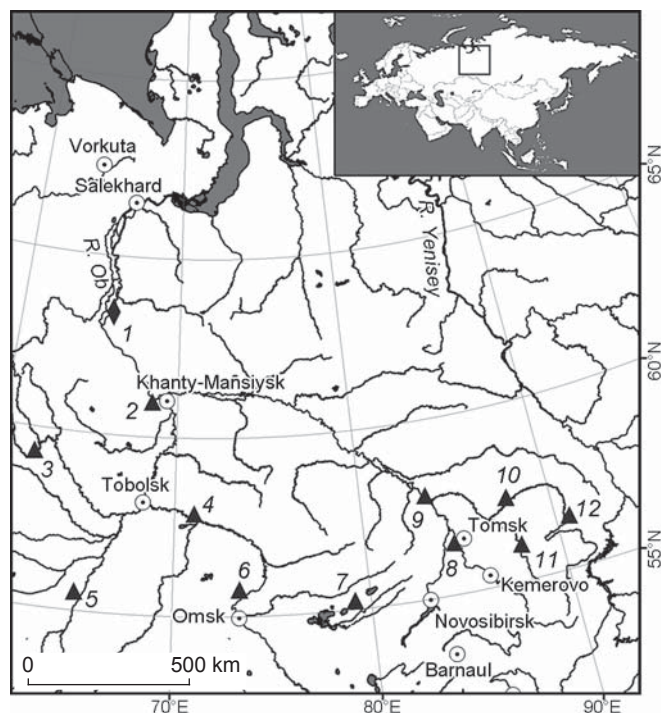 Vorkuta
Salekhard
R. Ob
R. Yenisey
65°N
1
60°N
Khanty-Mansiysk
2
3
Tobolsk
4
10
12
9
Tomsk
55°N
8
11
6
7
5
Kemerovo
Omsk
Novosibirsk
Barnaul
0 500 km
70°E
80°E
90°E